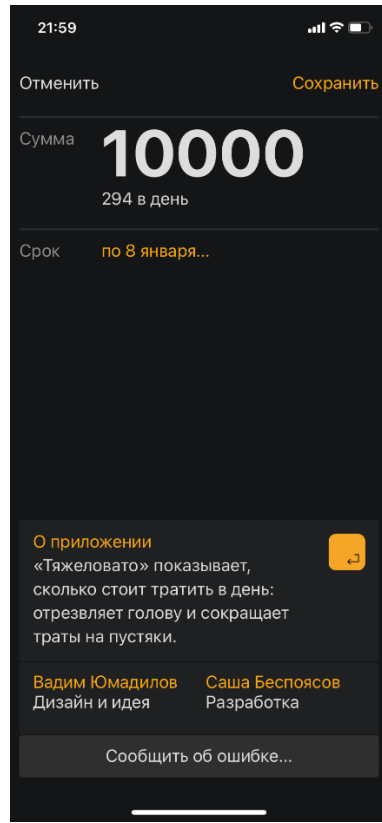 21:59
Отменить Сохранить
Сумма 10000
294 в день
Срок по 8 января...
О приложении
«Тяжеловато» показывает,
сколько стоит тратить в день:
отрезвляет голову и сокращает
траты на пустяки.
Вадим Юмадилов Саша Беспоясов
Дизайн и идея Разработка
Сообщить об ошибке...